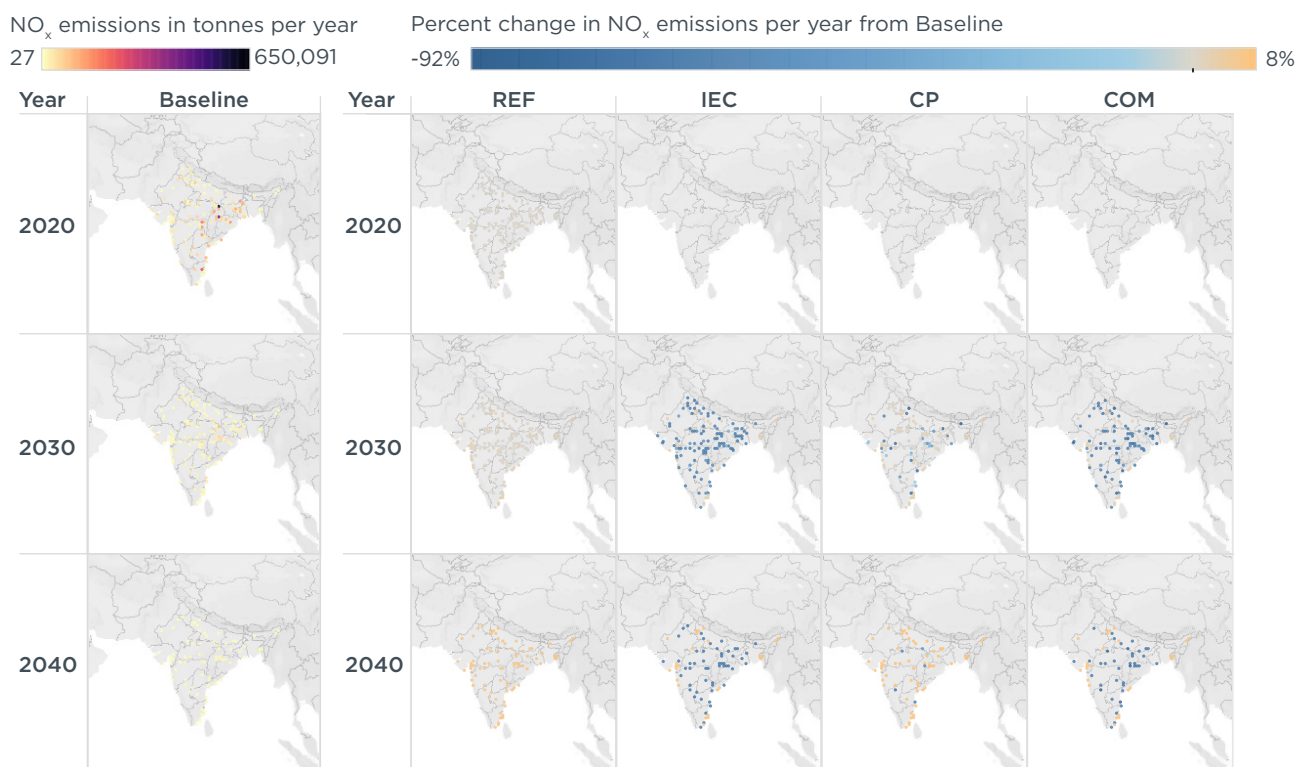 NOx emissions in tonnes per year
Percent change in NOx emissions per year from Baseline
27
650,091
-92%
8%
Year
Baseline
Year
REF
IEC
CP
COM
2020
2020
2030
2030
2040
2040